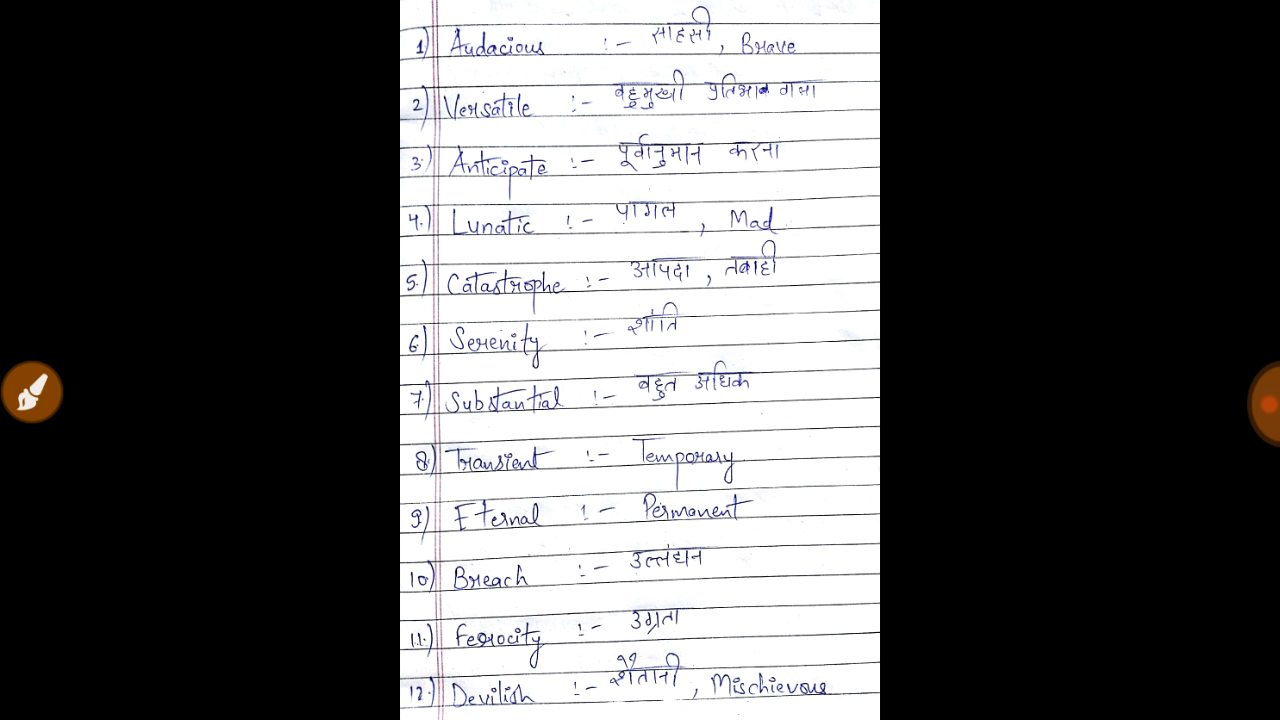 1) Audacious :- साहसी, Brave
2) Versatile :- बहुमुखी प्रतिभा वाला
3.) Anticipate :- पूर्वानुमान करना
4.) Lunatic :- पागल, Mad
5.) Catastrophe :- आपदा, तबाही
6) Serenity :- शांति
7.) Substantial :- बहुत अधिक
8.) Transient :- Temporary
9) Eternal :- Permanent
10.) Breach :- उल्लंघन
11.) Ferocity :- उग्रता
12.) Devilish :- शैतानी, Mischievous